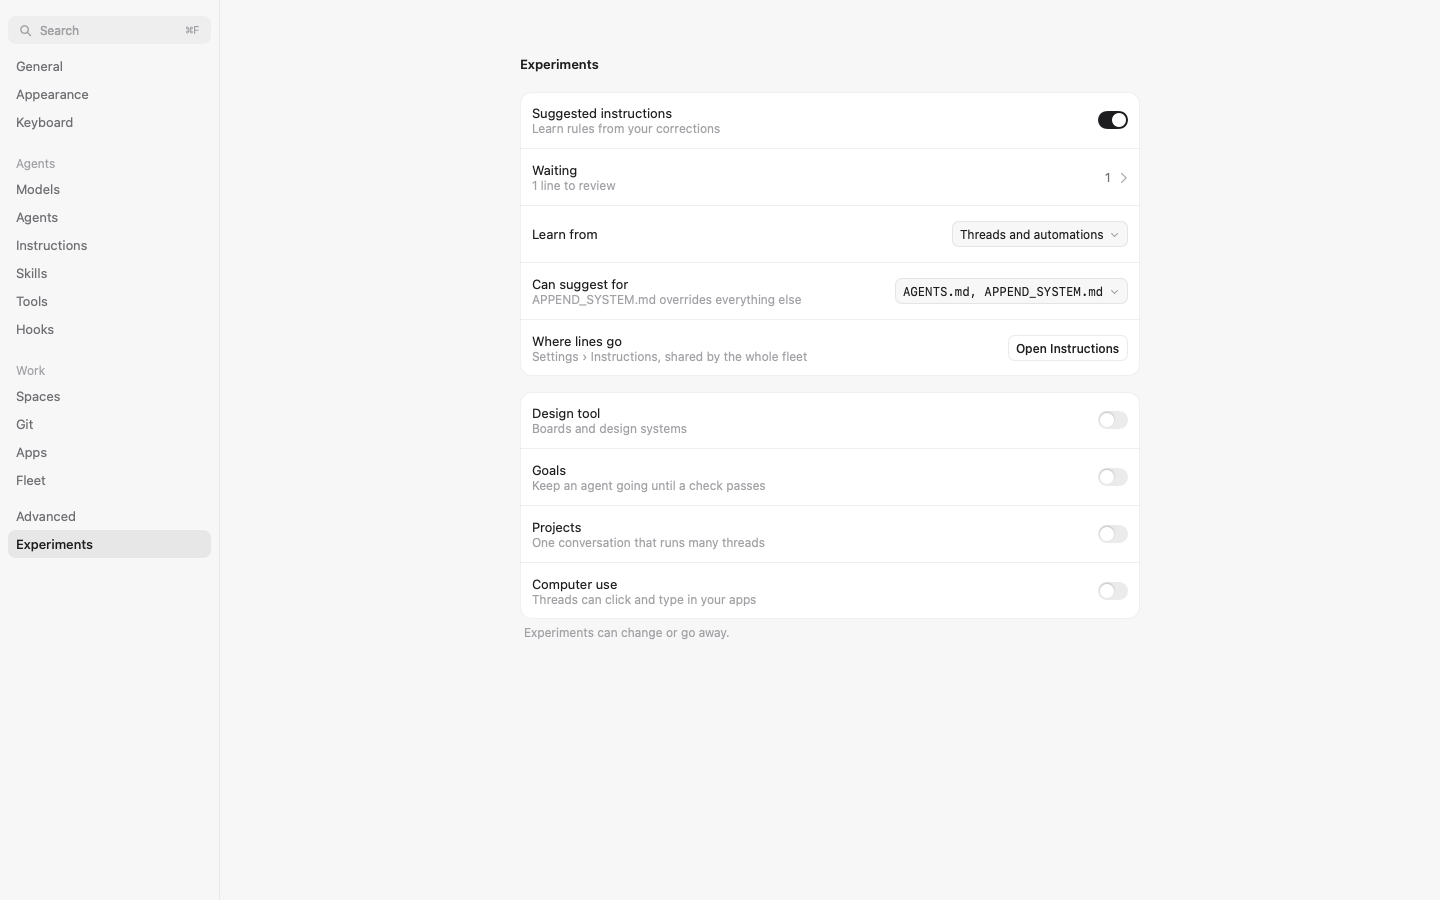 Search ⌘F
General
Appearance
Keyboard
Agents
Models
Agents
Instructions
Skills
Tools
Hooks
Work
Spaces
Git
Apps
Fleet
Advanced
Experiments
Experiments
Suggested instructions
Learn rules from your corrections
Waiting
1 line to review
1
Learn from
Threads and automations
Can suggest for
APPEND_SYSTEM.md overrides everything else
AGENTS.md, APPEND_SYSTEM.md
Where lines go
Settings › Instructions, shared by the whole fleet
Open Instructions
Design tool
Boards and design systems
Goals
Keep an agent going until a check passes
Projects
One conversation that runs many threads
Computer use
Threads can click and type in your apps
Experiments can change or go away.